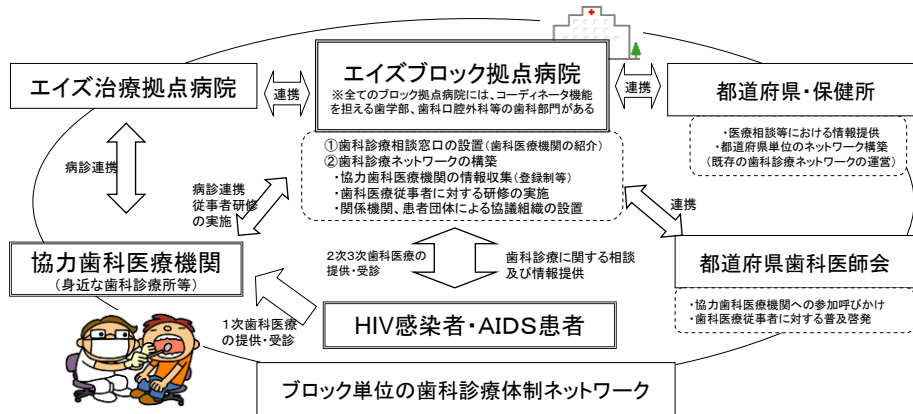 エイズ治療拠点病院
連携
エイズブロック拠点病院
※全てのブロック拠点病院には、コーディネータ機能
を担える歯学部、歯科口腔外科等の歯科部門がある
連携
都道府県・保健所
・医療相談等における情報提供
・都道府県単位のネットワーク構築
(既存の歯科診療ネットワークの運営)
①歯科診療相談窓口の設置(歯科医療機関の紹介)
②歯科診療ネットワークの構築
・協力歯科医療機関の情報収集(登録制等)
・歯科医療従事者に対する研修の実施
・関係機関、患者団体による協議組織の設置
病診連携
病診連携
従事者研修
の実施
連携
協力歯科医療機関
(身近な歯科診療所等)
2次3次歯科医療の
提供・受診
歯科診療に関する相談
及び情報提供
都道府県歯科医師会
・協力歯科医療機関への参加呼びかけ
・歯科医療従事者に対する普及啓発
1次歯科医療
の提供・受診
HIV感染者・AIDS患者
ブロック単位の歯科診療体制ネットワーク